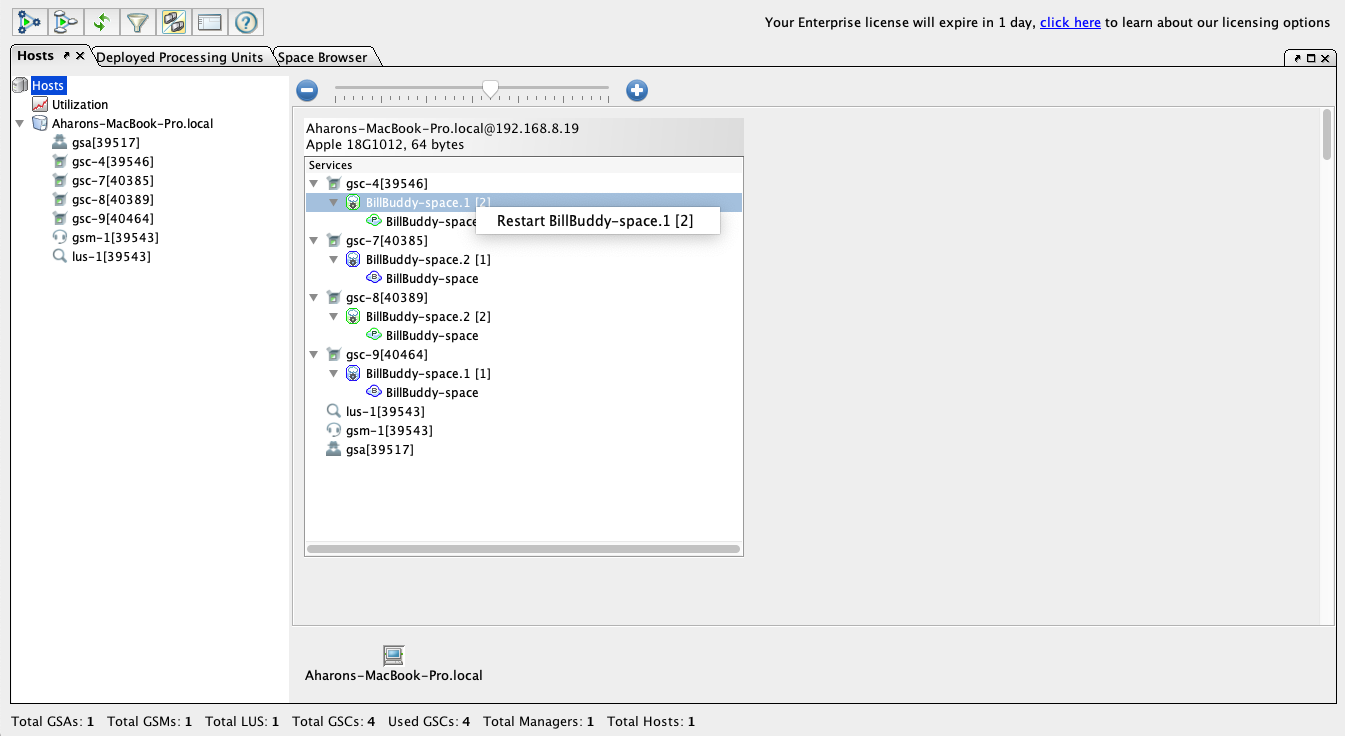 Your Enterprise license will expire in 1 day, click here to learn about our licensing options
Hosts
Deployed Processing Units
Space Browser
Hosts
Utilization
Aharons-MacBook-Pro.local
gsa[39517]
gsc-4[39546]
gsc-7[40385]
gsc-8[40389]
gsc-9[40464]
gsm-1[39543]
lus-1[39543]
Aharons-MacBook-Pro.local@192.168.8.19
Apple 18G1012, 64 bytes
Services
gsc-4[39546]
BillBuddy-space.1 [2]
P BillBuddy-space
Restart BillBuddy-space.1 [2]
gsc-7[40385]
BillBuddy-space.2 [1]
B BillBuddy-space
gsc-8[40389]
BillBuddy-space.2 [2]
P BillBuddy-space
gsc-9[40464]
BillBuddy-space.1 [1]
B BillBuddy-space
lus-1[39543]
gsm-1[39543]
gsa[39517]
Aharons-MacBook-Pro.local
Total GSAs: 1 Total GSMs: 1 Total LUS: 1 Total GSCs: 4 Used GSCs: 4 Total Managers: 1 Total Hosts: 1